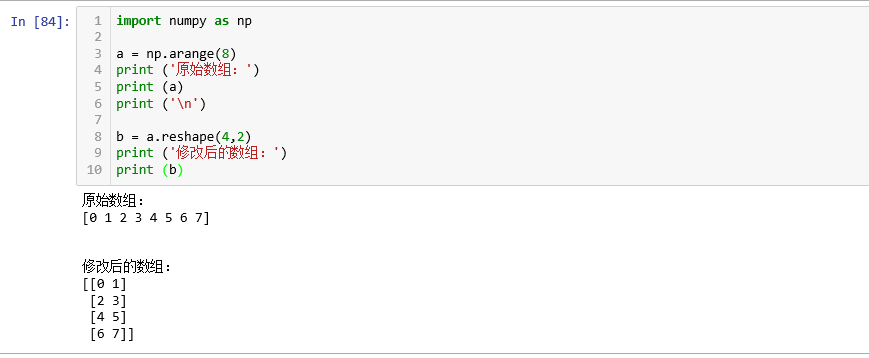 In [84]:
1 import numpy as np
2
3 a = np.arange(8)
4 print ('原始数组：')
5 print (a)
6 print ('\n')
7
8 b = a.reshape(4,2)
9 print ('修改后的数组：')
10 print (b)
原始数组：
[0 1 2 3 4 5 6 7]
修改后的数组：
[[0 1]
 [2 3]
 [4 5]
 [6 7]]